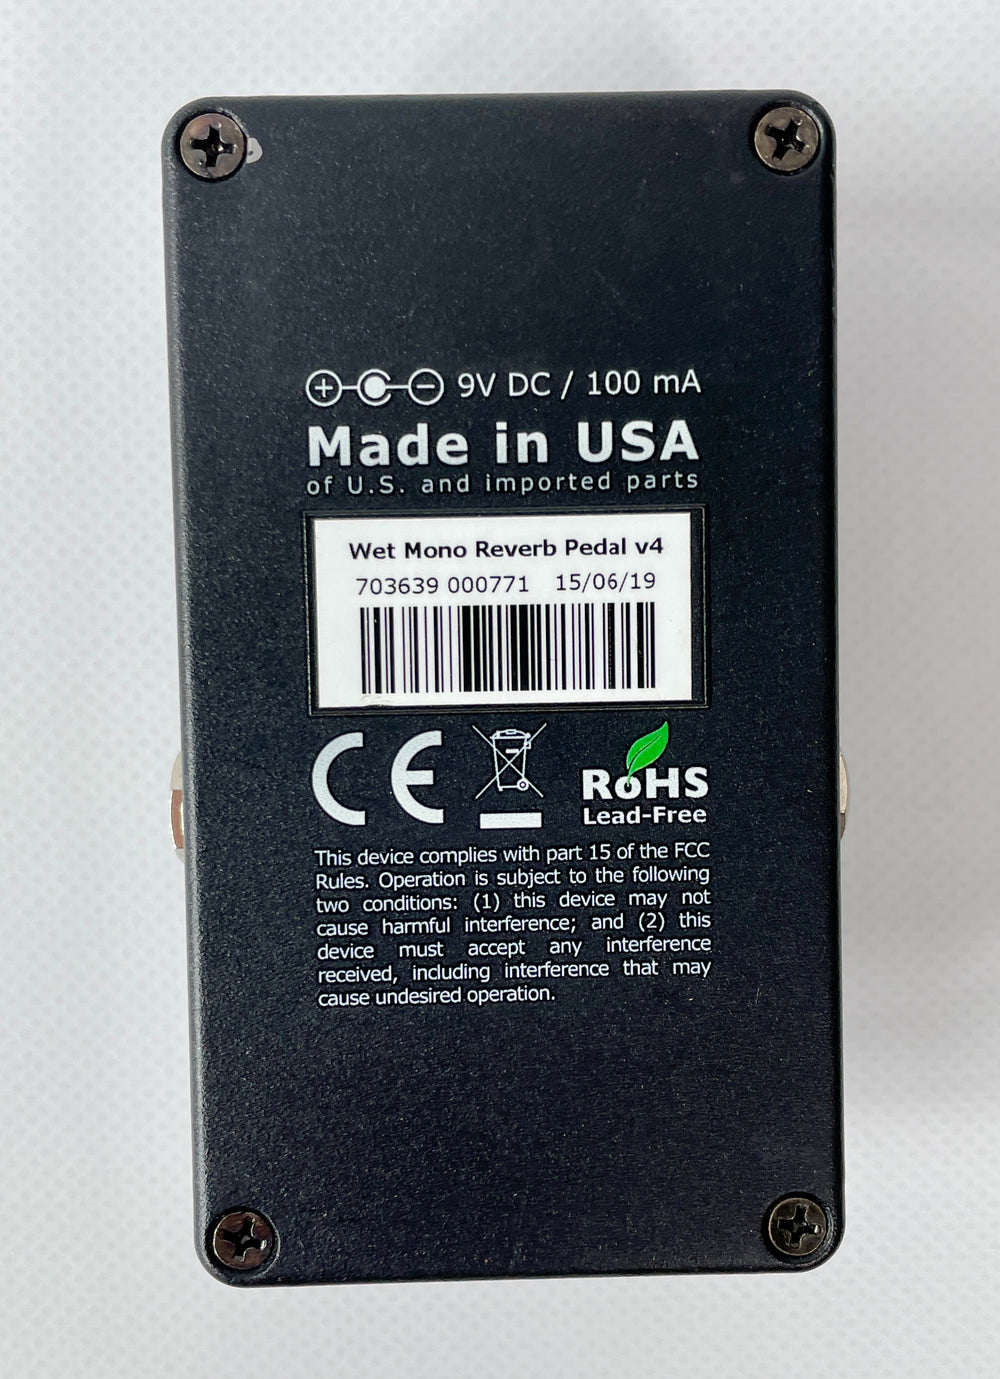 9V DC / 100 mA
Made in USA
of U.S. and imported parts
Wet Mono Reverb Pedal v4
703639 000771 15/06/19
CE
RoHS
Lead-Free
This device complies with part 15 of the FCC
Rules. Operation is subject to the following
two conditions: (1) this device may not
cause harmful interference; and (2) this
device must accept any interference
received, including interference that may
cause undesired operation.